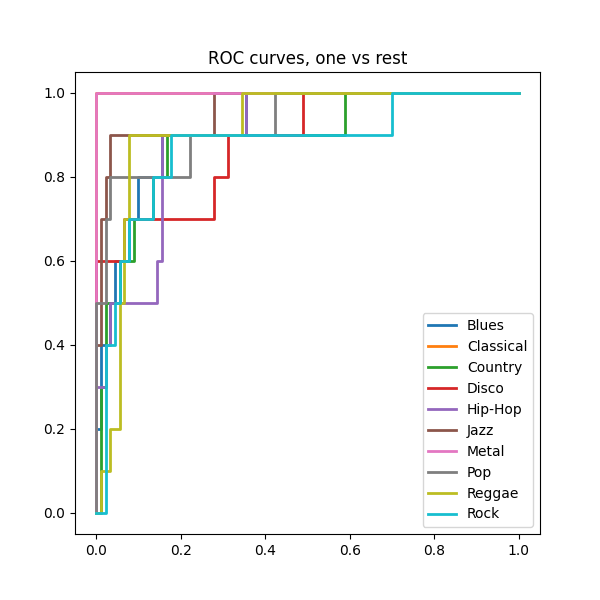 ROC curves, one vs rest
1.0
0.8
0.6
0.4
0.2
0.0
Blues
Classical
Country
Disco
Hip-Hop
Jazz
Metal
Pop
Reggae
Rock
0.0 0.2 0.4 0.6 0.8 1.0